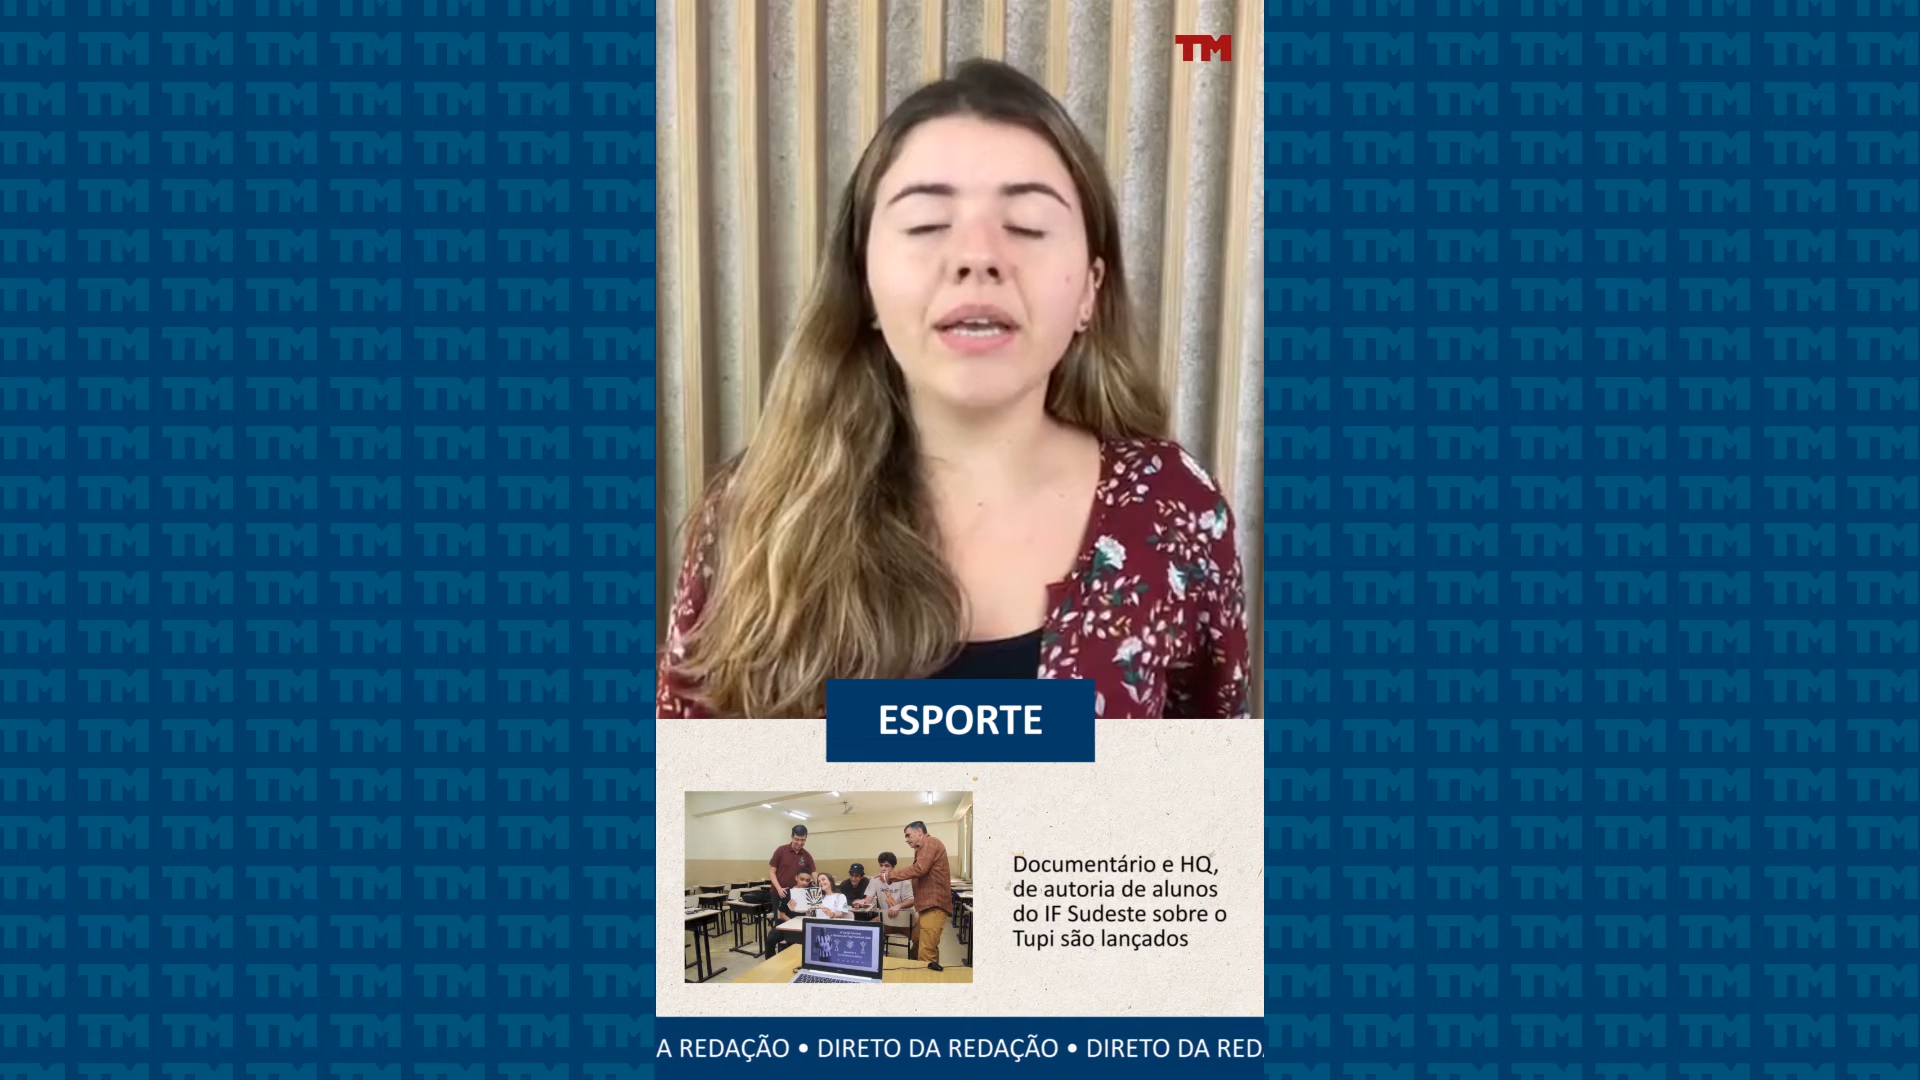 TM
ESPORTE
Documentário e HQ,
de autoria de alunos
do IF Sudeste sobre o
Tupi são lançados
A REDAÇÃO • DIRETO DA REDAÇÃO • DIRETO DA REDA